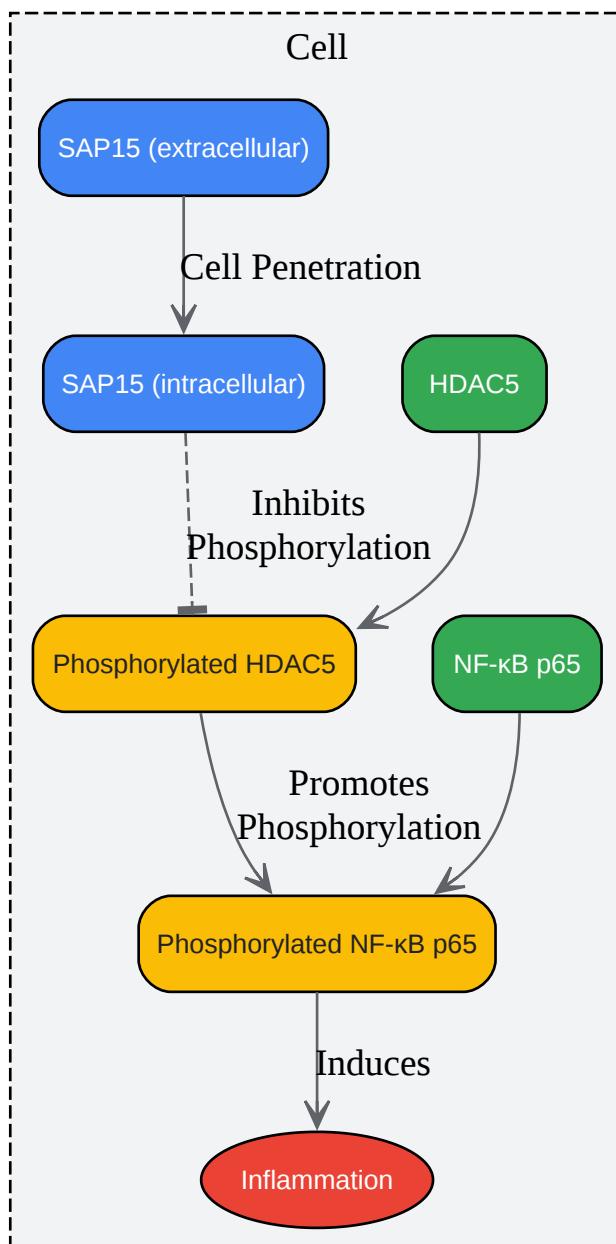 Cell
SAP15 (extracellular)
Cell Penetration
SAP15 (intracellular)
HDAC5
Inhibits
Phosphorylation
Phosphorylated HDAC5
NF-κB p65
Promotes
Phosphorylation
Phosphorylated NF-κB p65
Induces
Inflammation